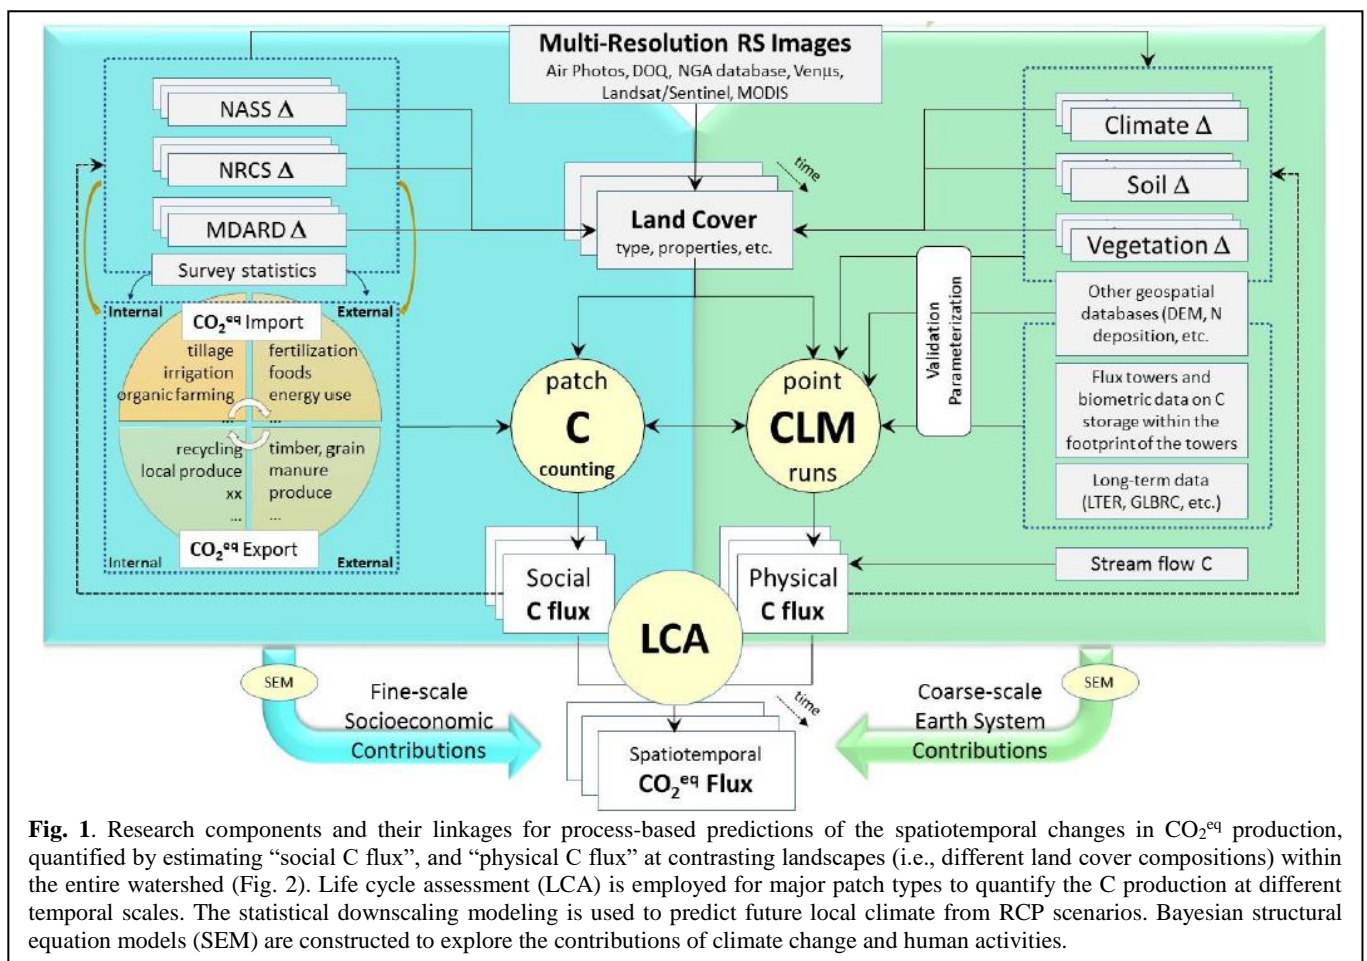 Multi-Resolution RS Images
Air Photos, DOQ, NGA database, Venμs,
Landsat/Sentinel, MODIS
NASS Δ
NRCS Δ
MDARD Δ
Survey statistics
Internal
External
CO₂ᵉᑫ Import
tillage
irrigation
organic farming
...
fertilization
foods
energy use
...
recycling
local produce
xx
...
timber, grain
manure
produce
...
CO₂ᵉᑫ Export
Internal
External
time
Land Cover
type, properties, etc.
patch
C
counting
point
CLM
runs
Validation
Parameterization
Climate Δ
Soil Δ
Vegetation Δ
Other geospatial
databases (DEM, N
deposition, etc.
Flux towers and
biometric data on C
storage within the
footprint of the towers
Long-term data
(LTER, GLBRC, etc.)
Stream flow C
Social
C flux
Physical
C flux
LCA
SEM
Fine-scale
Socioeconomic
Contributions
time
Coarse-scale
Earth System
Contributions
SEM
Spatiotemporal
CO₂ᵉᑫ Flux
Fig. 1. Research components and their linkages for process-based predictions of the spatiotemporal changes in CO₂ᵉᑫ production,
quantified by estimating “social C flux”, and “physical C flux” at contrasting landscapes (i.e., different land cover compositions) within
the entire watershed (Fig. 2). Life cycle assessment (LCA) is employed for major patch types to quantify the C production at different
temporal scales. The statistical downscaling modeling is used to predict future local climate from RCP scenarios. Bayesian structural
equation models (SEM) are constructed to explore the contributions of climate change and human activities.